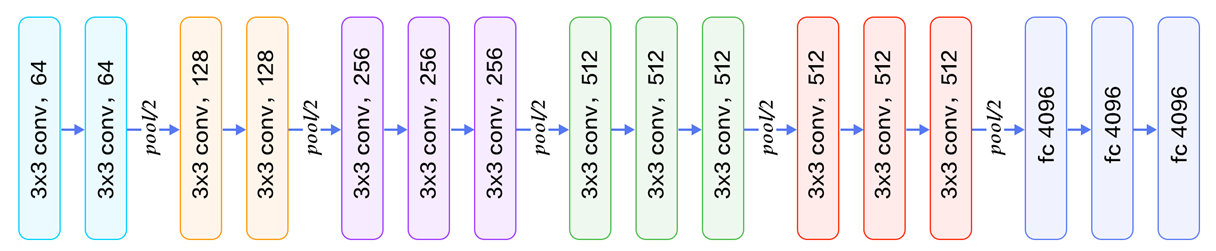 3x3 conv, 64
3x3 conv, 64
pool/2
3x3 conv, 128
3x3 conv, 128
pool/2
3x3 conv, 256
3x3 conv, 256
3x3 conv, 256
pool/2
3x3 conv, 512
3x3 conv, 512
3x3 conv, 512
pool/2
3x3 conv, 512
3x3 conv, 512
3x3 conv, 512
pool/2
fc 4096
fc 4096
fc 4096